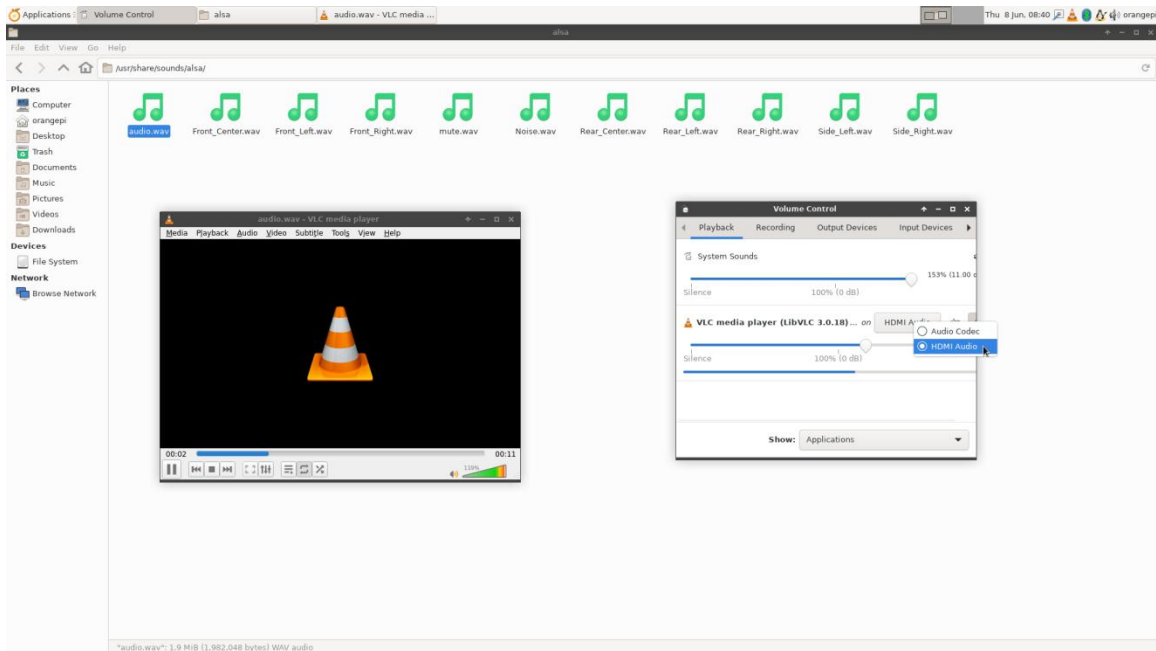 Applications Volume Control alsa audio.wav - VLC media ... Thu 8 Jun, 08:40 orangepi
alsa
File Edit View Go Help
/usr/share/sounds/alsa/
Places
Computer
orangepi
Desktop
Trash
Documents
Music
Pictures
Videos
Downloads
Devices
File System
Network
Browse Network
audio.wav Front_Center.wav Front_Left.wav Front_Right.wav mute.wav Noise.wav Rear_Center.wav Rear_Left.wav Rear_Right.wav Side_Left.wav Side_Right.wav
audio.wav - VLC media player
Media Playback Audio Video Subtitle Tools View Help
00:02 00:11
119%
Volume Control
Playback Recording Output Devices Input Devices
System Sounds
153% (11.00 d
Silence 100% (0 dB)
VLC media player (LibVLC 3.0.18)... on HDMI Audio
Audio Codec
HDMI Audio
Silence 100% (0 dB)
Show: Applications
"audio.wav": 1.9 MiB (1,982,048 bytes) WAV audio